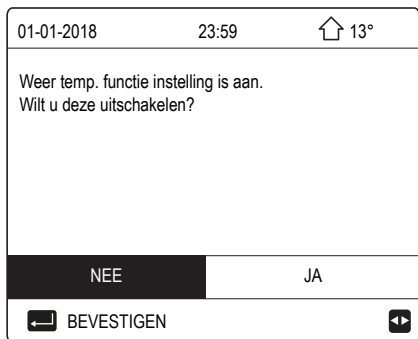 01-01-2018 23:59 13°
Weer temp. functie instelling is aan.
Wilt u deze uitschakelen?
NEE JA
BEVESTIGEN